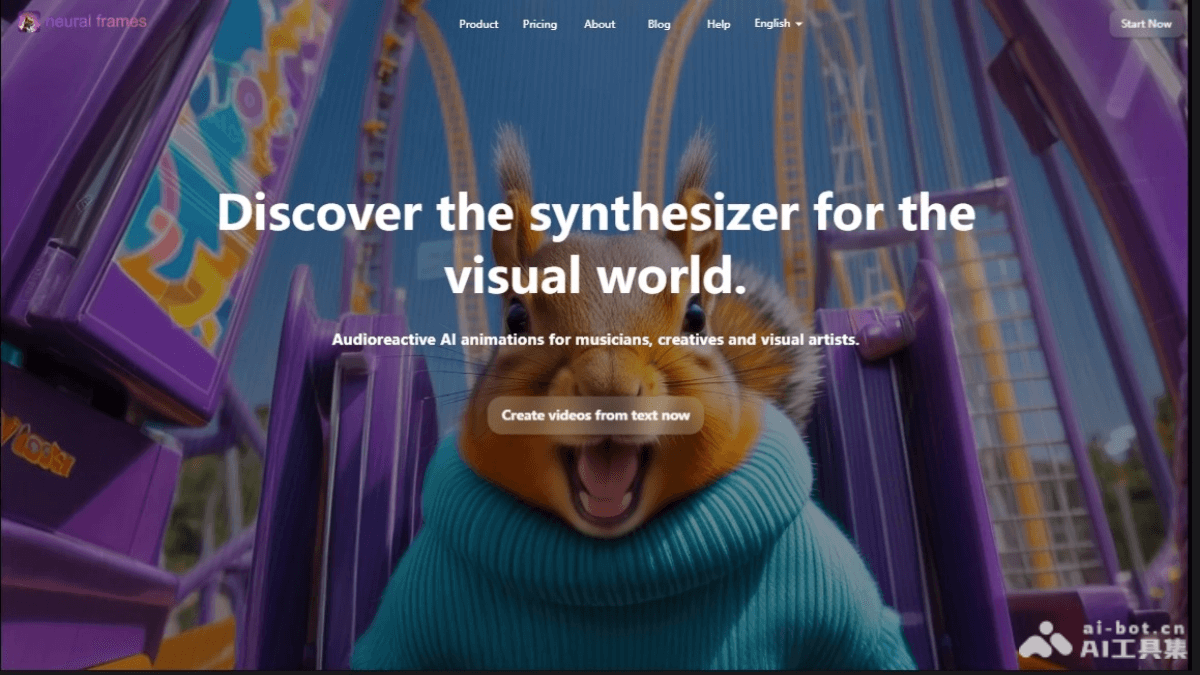 neural frames
Product Pricing About Blog Help English
Start Now
Discover the synthesizer for the
visual world.
Audioreactive AI animations for musicians, creatives and visual artists.
Create videos from text now
ai-bot.cn
AI工具集